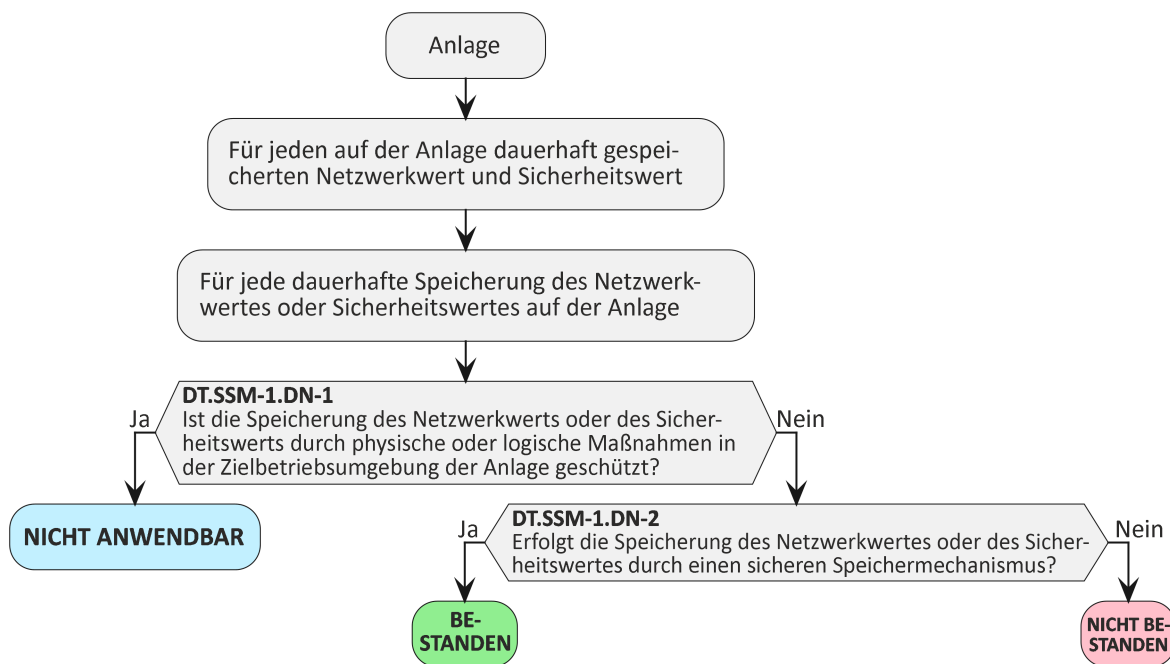 Anlage
Für jeden auf der Anlage dauerhaft gespei-
cherten Netzwerkwert und Sicherheitswert
Für jede dauerhafte Speicherung des Netzwerk-
wertes oder Sicherheitswertes auf der Anlage
DT.SSM-1.DN-1
Ist die Speicherung des Netzwerkwerts oder des Sicher-
heitswerts durch physische oder logische Maßnahmen in
der Zielbetriebsumgebung der Anlage geschützt?
Ja
Nein
NICHT ANWENDBAR
DT.SSM-1.DN-2
Erfolgt die Speicherung des Netzwerkwertes oder des Sicher-
heitswertes durch einen sicheren Speichermechanismus?
Ja
Nein
BE-
STANDEN
NICHT BE-
STANDEN